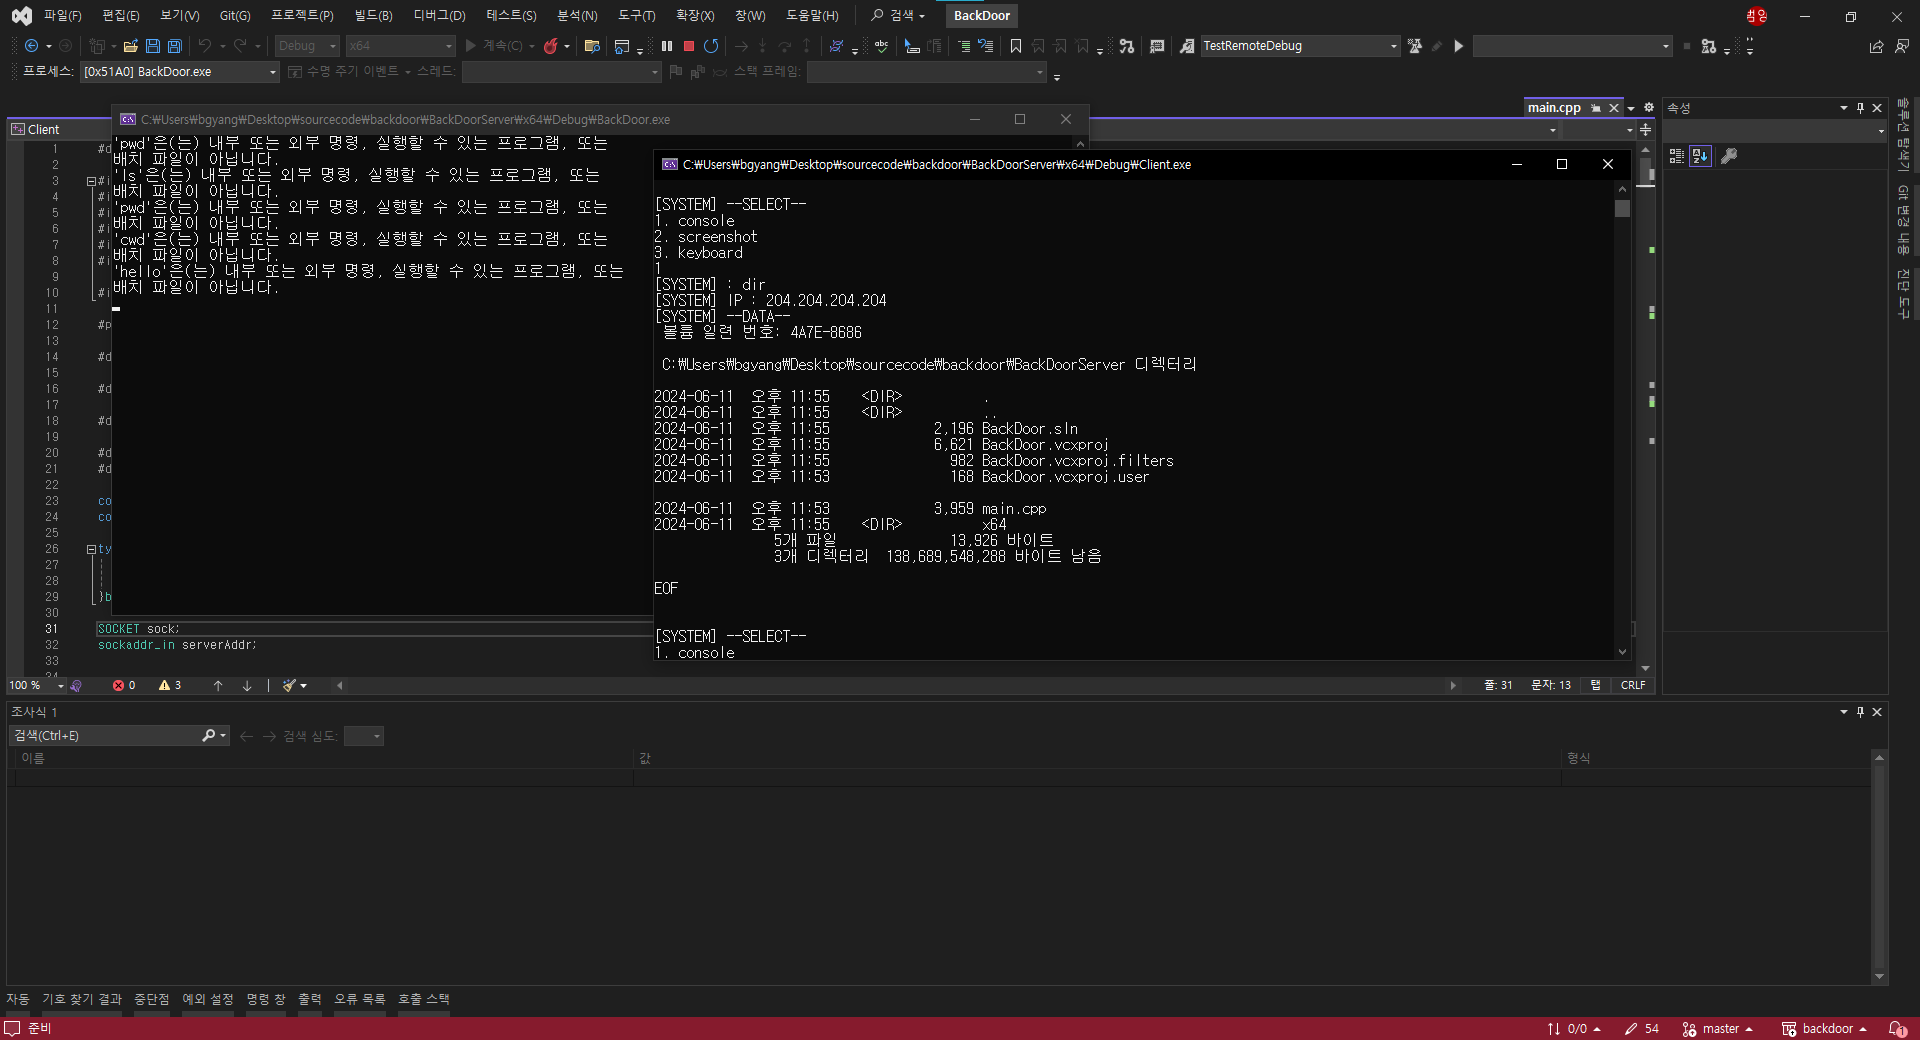 파일(F) 편집(E) 보기(V) Git(G) 프로젝트(P) 빌드(B) 디버그(D) 테스트(S) 분석(N) 도구(T) 확장(X) 창(W) 도움말(H) 검색 BackDoor 범양
Debug x64 계속(C) TestRemoteDebug
프로세스: [0x51A0] BackDoor.exe 수명 주기 이벤트 스레드: 스택 프레임:
main.cpp
속성
솔루션 탐색기
Git 변경 내용
진단 도구
Client
C:₩Users₩bgyang₩Desktop₩sourcecode₩backdoor₩BackDoorServer₩x64₩Debug₩BackDoor.exe
'pwd'은(는) 내부 또는 외부 명령, 실행할 수 있는 프로그램, 또는
배치 파일이 아닙니다.
'ls'은(는) 내부 또는 외부 명령, 실행할 수 있는 프로그램, 또는
배치 파일이 아닙니다.
'pwd'은(는) 내부 또는 외부 명령, 실행할 수 있는 프로그램, 또는
배치 파일이 아닙니다.
'cwd'은(는) 내부 또는 외부 명령, 실행할 수 있는 프로그램, 또는
배치 파일이 아닙니다.
'hello'은(는) 내부 또는 외부 명령, 실행할 수 있는 프로그램, 또는
배치 파일이 아닙니다.
C:₩Users₩bgyang₩Desktop₩sourcecode₩backdoor₩BackDoorServer₩x64₩Debug₩Client.exe
[SYSTEM] --SELECT--
1. console
2. screenshot
3. keyboard
1
[SYSTEM] : dir
[SYSTEM] IP : 204.204.204.204
[SYSTEM] --DATA--
볼륨 일련 번호: 4A7E-8686
C:₩Users₩bgyang₩Desktop₩sourcecode₩backdoor₩BackDoorServer 디렉터리
2024-06-11 오후 11:55 <DIR> .
2024-06-11 오후 11:55 <DIR> ..
2024-06-11 오후 11:55 2,196 BackDoor.sln
2024-06-11 오후 11:55 6,621 BackDoor.vcxproj
2024-06-11 오후 11:55 982 BackDoor.vcxproj.filters
2024-06-11 오후 11:53 168 BackDoor.vcxproj.user
2024-06-11 오후 11:53 3,959 main.cpp
2024-06-11 오후 11:55 <DIR> x64
5개 파일 13,926 바이트
3개 디렉터리 138,689,548,288 바이트 남음
EOF
[SYSTEM] --SELECT--
1. console
1 #d
2
3 #i
4 #i
5 #i
6 #i
7 #i
8 #i
9
10 #i
11
12 #p
13
14 #d
15
16 #d
17
18 #d
19
20 #d
21 #d
22
23 co
24 co
25
26 ty
27
28
29 }b
30
31 SOCKET sock;
32 sockaddr_in serverAddr;
33
34
100 % 0 3 줄: 31 문자: 13 탭 CRLF
조사식 1
검색(Ctrl+E) 검색 심도:
이름 값 형식
자동 기호 찾기 결과 중단점 예외 설정 명령 창 출력 오류 목록 호출 스택
준비 0/0 54 master backdoor 1